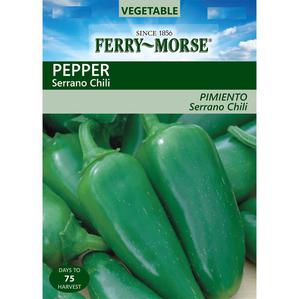 VEGETABLE
SINCE 1856
FERRY~MORSE®
PEPPER
Serrano Chili
PIMIENTO
Serrano Chili
DAYS TO
75
HARVEST